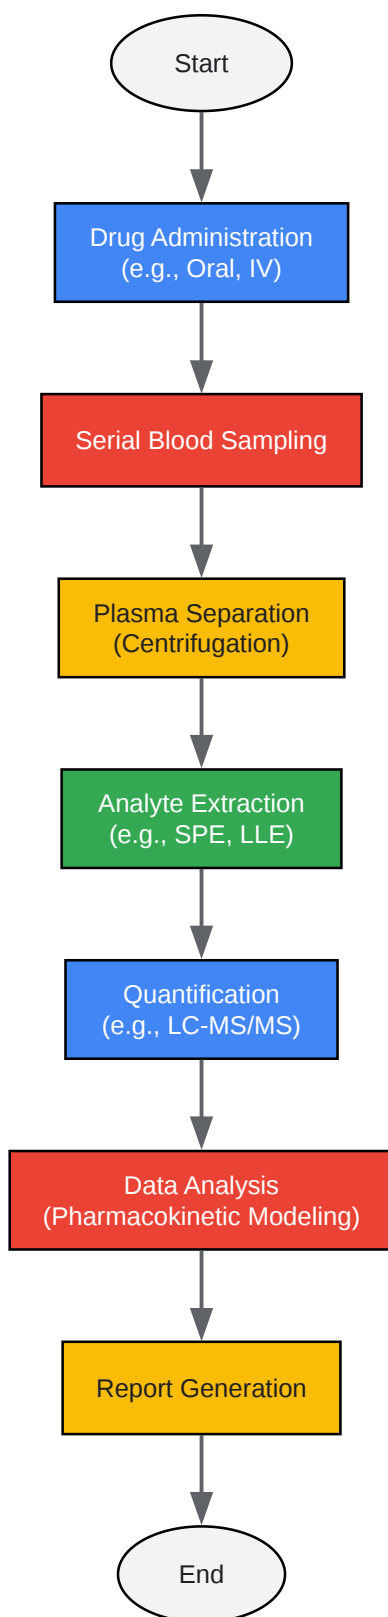 Start
Drug Administration
(e.g., Oral, IV)
Serial Blood Sampling
Plasma Separation
(Centrifugation)
Analyte Extraction
(e.g., SPE, LLE)
Quantification
(e.g., LC-MS/MS)
Data Analysis
(Pharmacokinetic Modeling)
Report Generation
End